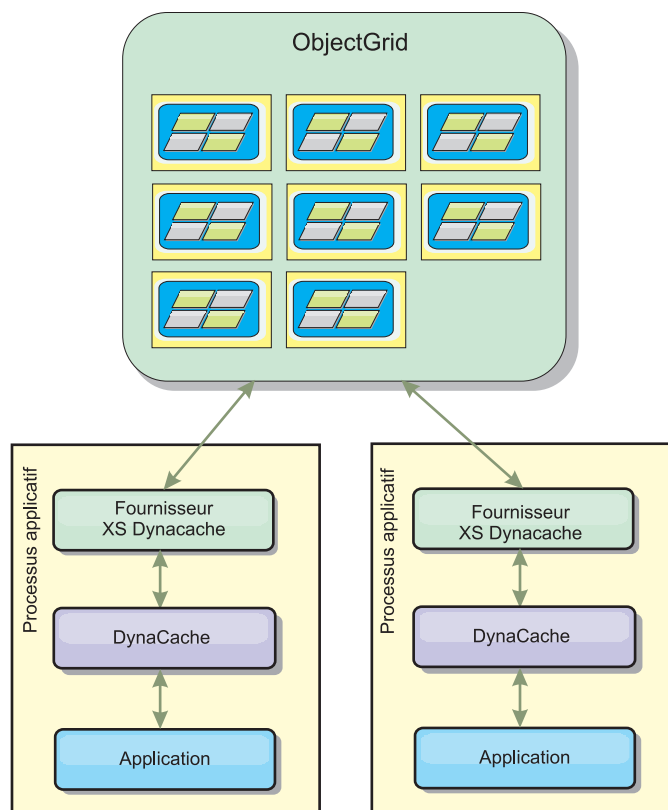 ObjectGrid
Processus applicatif
Fournisseur
XS Dynacache
DynaCache
Application
Processus applicatif
Fournisseur
XS Dynacache
DynaCache
Application